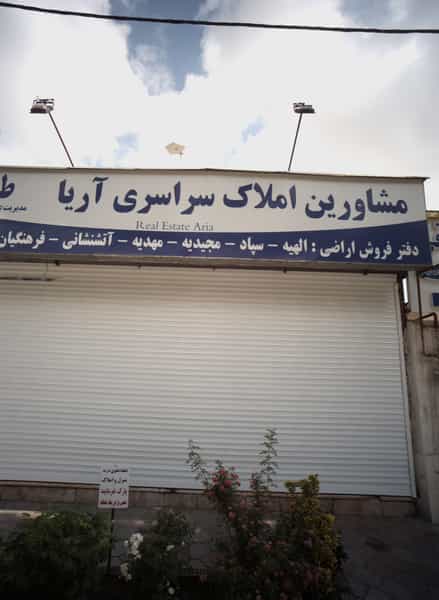 مشاورین املاک سراسری آریا
Real Estate Aria
دفتر فروش اراضی : الهیه - سپاد - مجیدیه - مهدیه - آتشنشانی - فرهنگیان